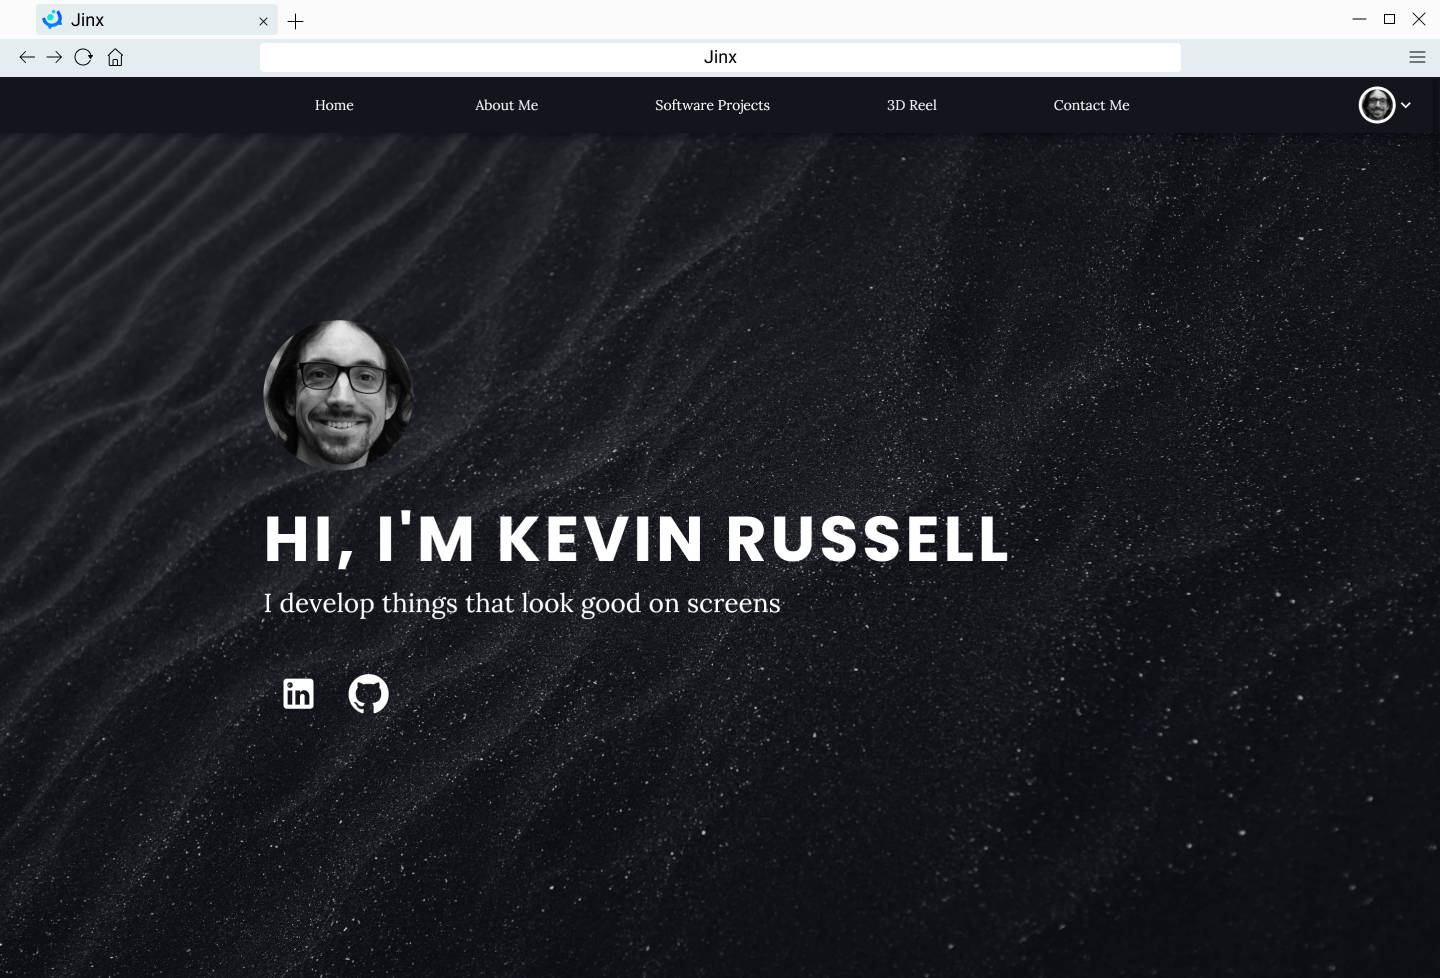 Jinx
Jinx
Home About Me Software Projects 3D Reel Contact Me
HI, I'M KEVIN RUSSELL
I develop things that look good on screens
in